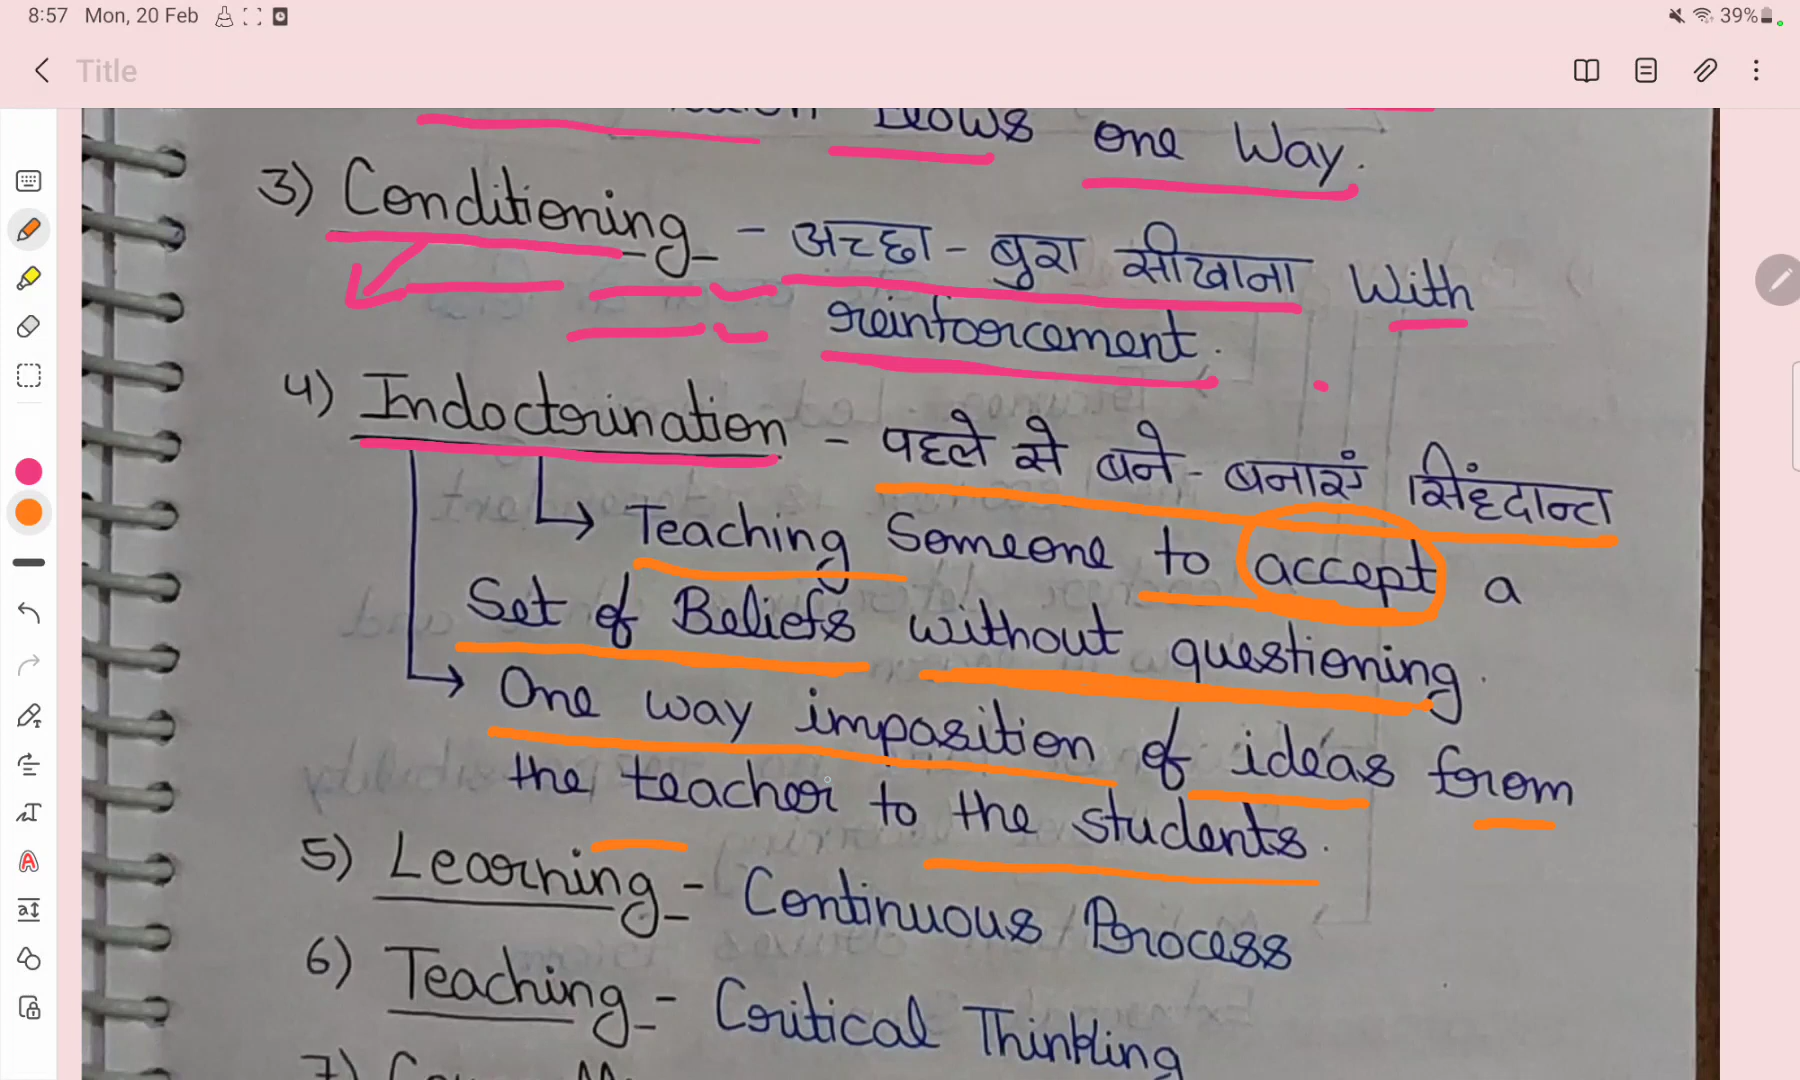 8:57 Mon, 20 Feb 39%
Title
Flows one Way.
3) Conditioning - अच्छा - बुरा सीखाना With
reinforcement.
4) Indoctrination - पहले से बने - बनाएं सिंद्दान्त
Teaching Someone to accept a
Set of Beliefs without questioning.
One way imposition of ideas from
the teacher to the students.
5) Learning - Continuous Process
6) Teaching - Critical Thinking
7)